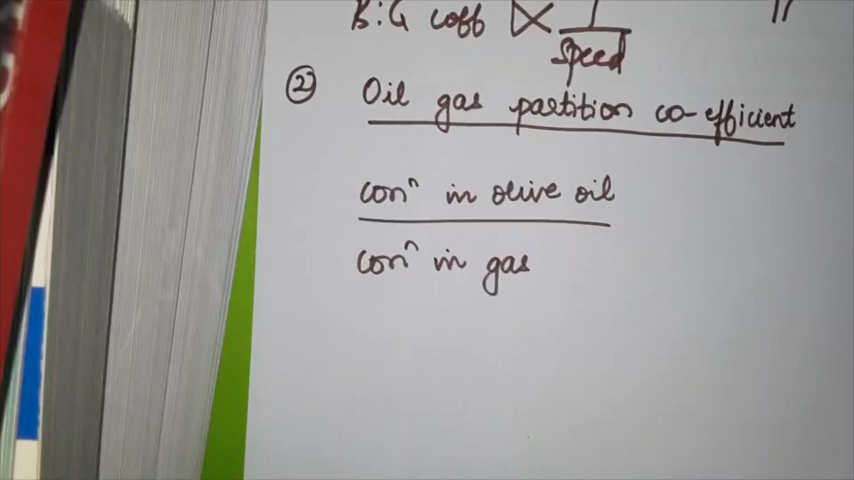 B:G coff ∝ 1
speed
② Oil gas partition co-efficient
conⁿ in olive oil
conⁿ in gas